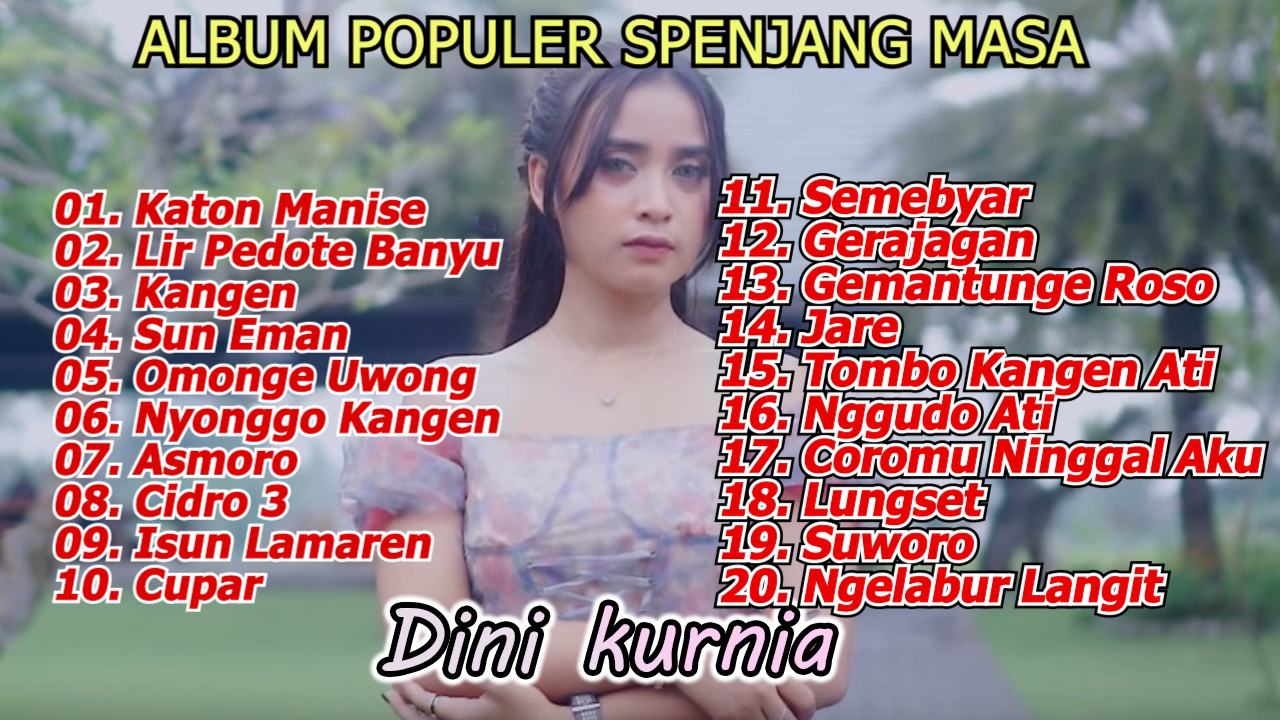 ALBUM POPULER SPENJANG MASA
01. Katon Manise
02. Lir Pedote Banyu
03. Kangen
04. Sun Eman
05. Omonge Uwong
06. Nyonggo Kangen
07. Asmoro
08. Cidro 3
09. Isun Lamaren
10. Cupar
11. Semebyar
12. Gerajagan
13. Gemantunge Roso
14. Jare
15. Tombo Kangen Ati
16. Nggudo Ati
17. Coromu Ninggal Aku
18. Lungset
19. Suworo
20. Ngelabur Langit
Dini kurnia